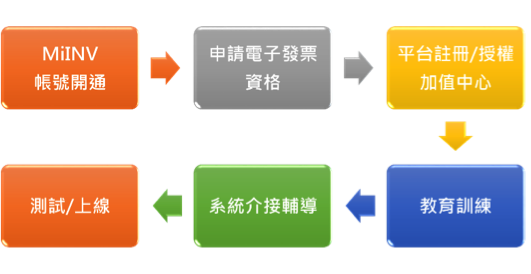 MiINV
帳號開通
申請電子發票
資格
平台註冊/授權
加值中心
教育訓練
系統介接輔導
測試/上線